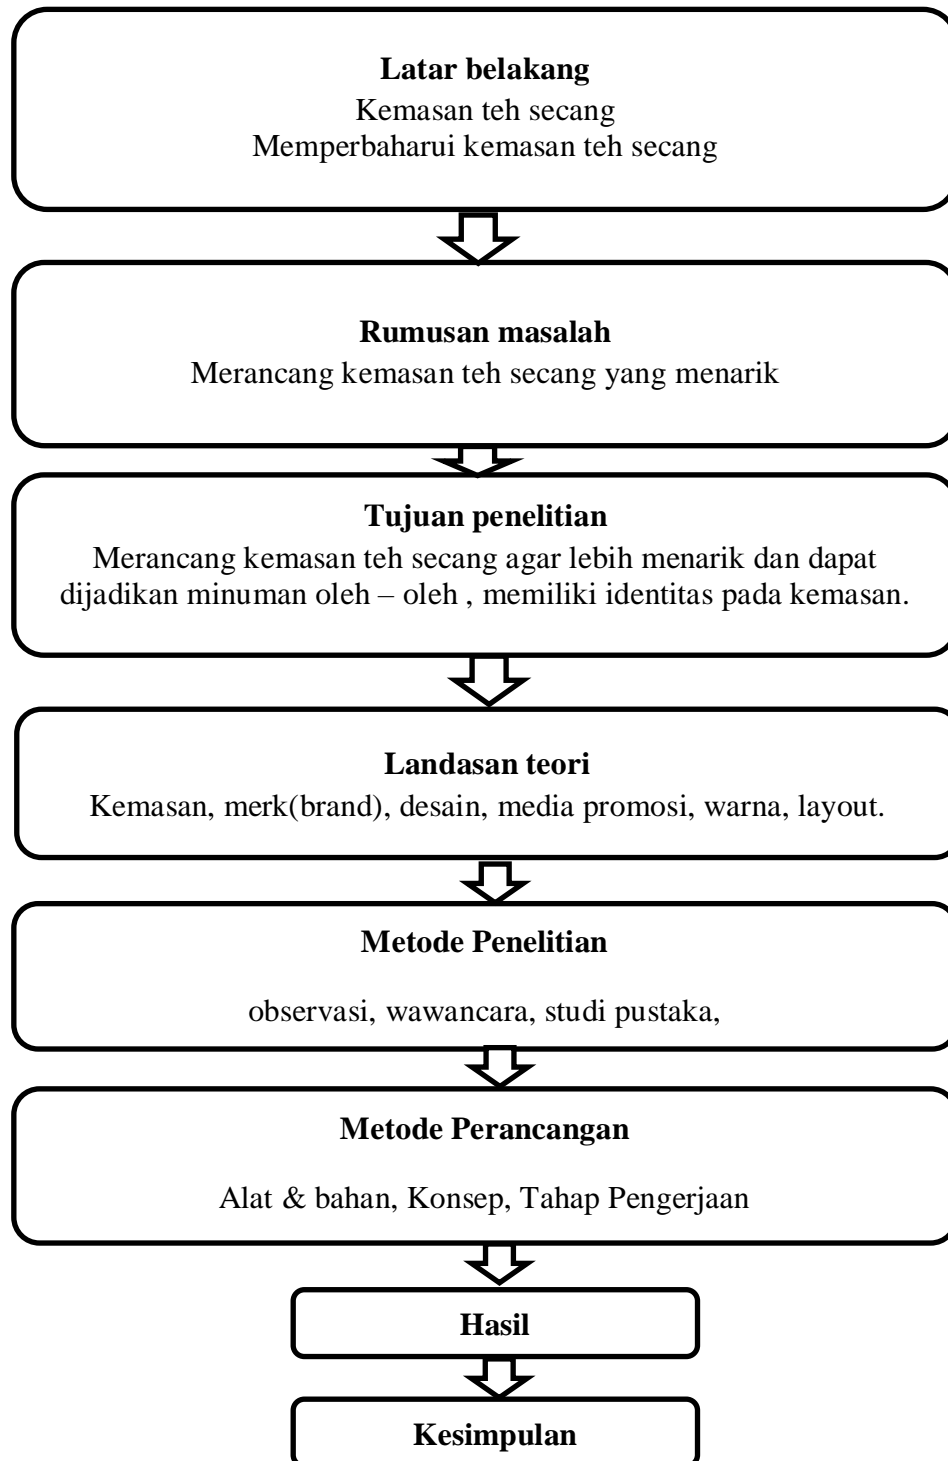 Latar belakang
Kemasan teh secang
Memperbaharui kemasan teh secang
Rumusan masalah
Merancang kemasan teh secang yang menarik
Tujuan penelitian
Merancang kemasan teh secang agar lebih menarik dan dapat
dijadikan minuman oleh – oleh , memiliki identitas pada kemasan.
Landasan teori
Kemasan, merk(brand), desain, media promosi, warna, layout.
Metode Penelitian
observasi, wawancara, studi pustaka,
Metode Perancangan
Alat & bahan, Konsep, Tahap Pengerjaan
Hasil
Kesimpulan